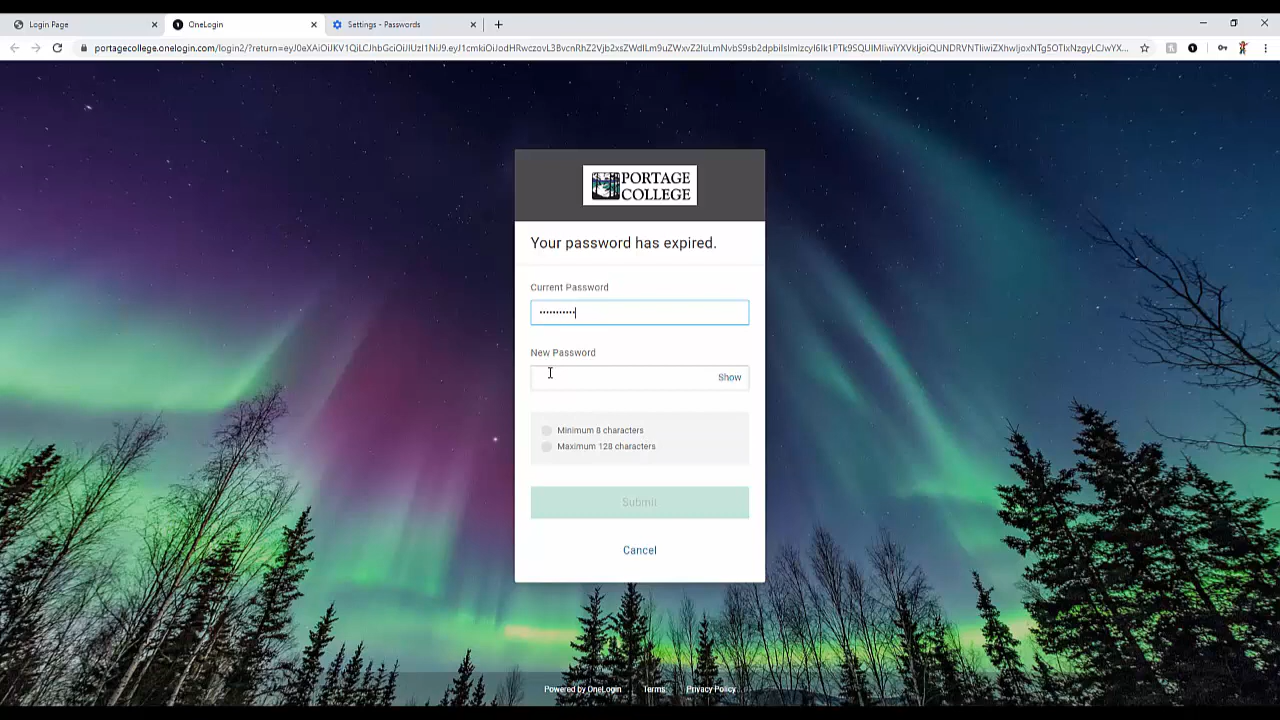 Login Page
OneLogin
Settings - Passwords
PORTAGE
COLLEGE
Your password has expired.
Current Password
New Password
Show
Minimum 8 characters
Maximum 128 characters
Submit
Cancel
Powered by OneLogin Terms Privacy Policy